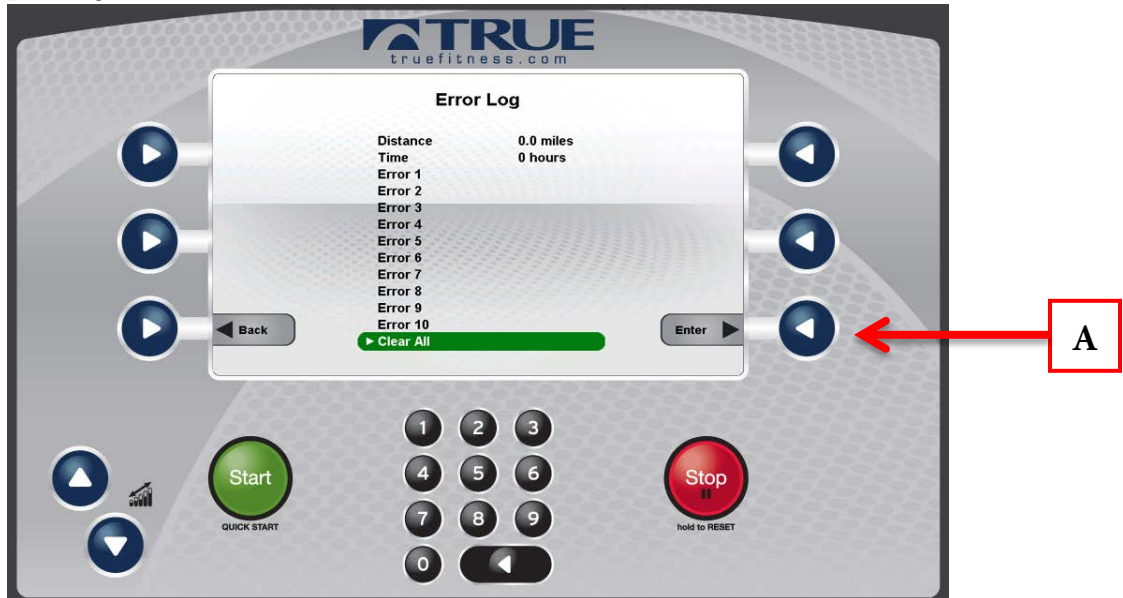 TRUE
truefitness.com
Error Log
Distance 0.0 miles
Time 0 hours
Error 1
Error 2
Error 3
Error 4
Error 5
Error 6
Error 7
Error 8
Error 9
Error 10
Back
Enter
Clear All
A
1 2 3
Start
4 5 6
Stop
QUICK START
7 8 9
hold to RESET
0